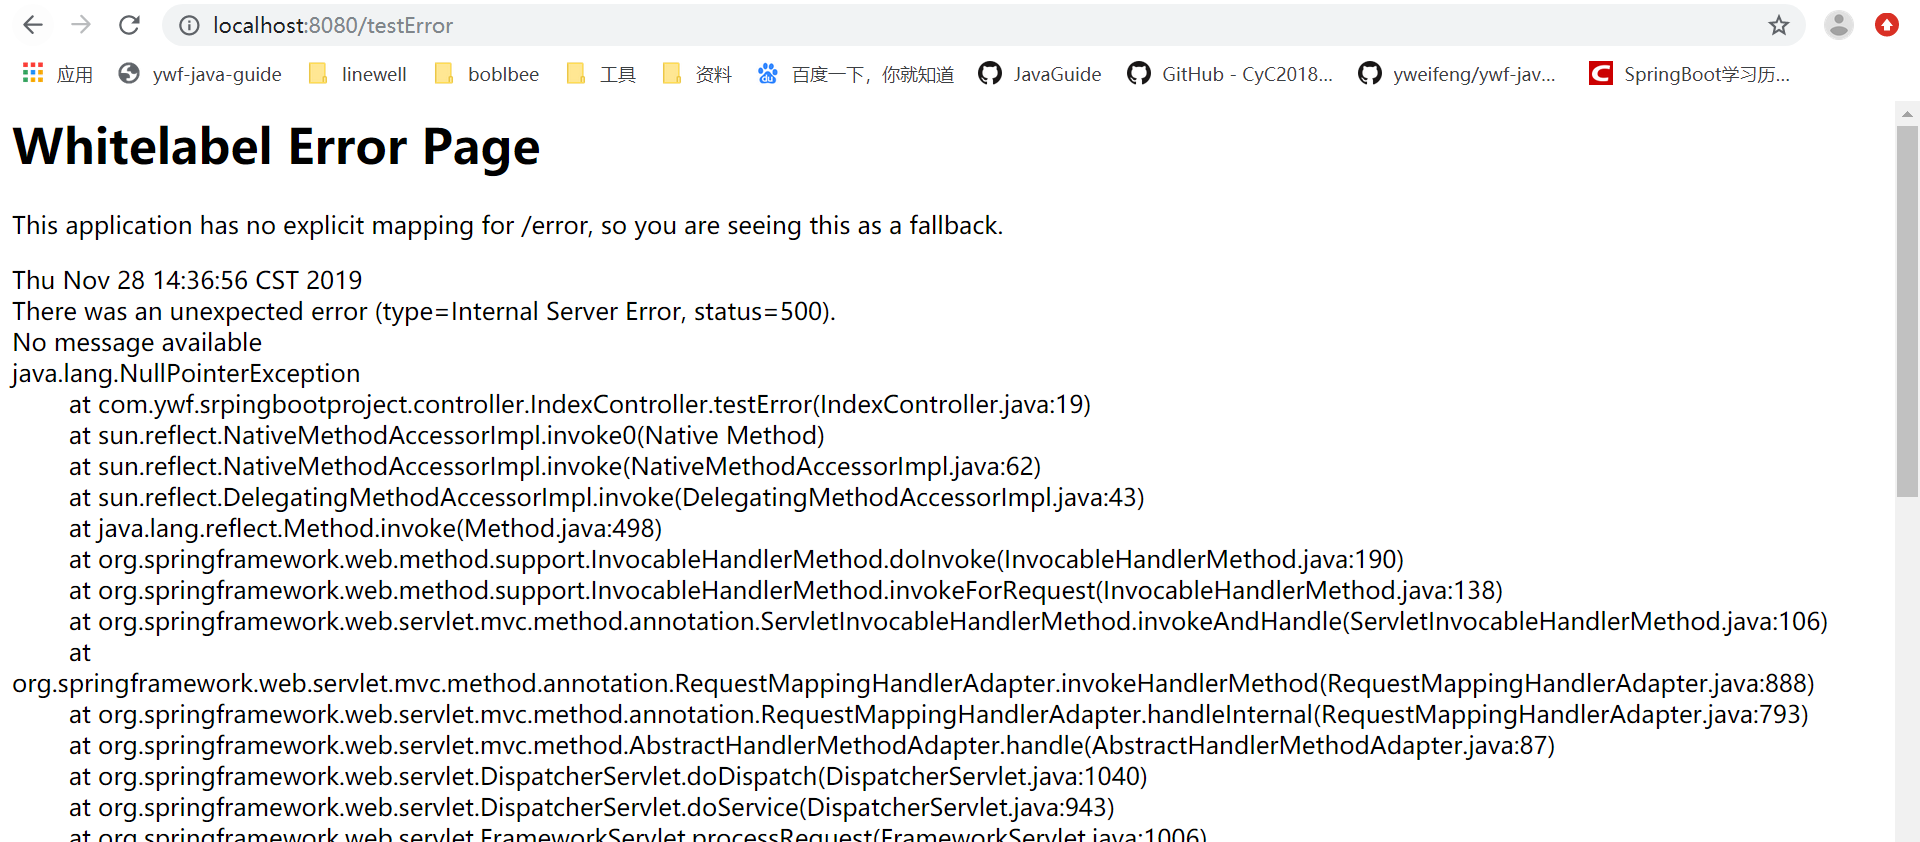 localhost:8080/testError
应用 ywf-java-guide linewell boblbee 工具 资料 百度一下，你就知道 JavaGuide GitHub - CyC2018... yweifeng/ywf-jav... SpringBoot学习历...
Whitelabel Error Page
This application has no explicit mapping for /error, so you are seeing this as a fallback.
Thu Nov 28 14:36:56 CST 2019
There was an unexpected error (type=Internal Server Error, status=500).
No message available
java.lang.NullPointerException
at com.ywf.srpingbootproject.controller.IndexController.testError(IndexController.java:19)
at sun.reflect.NativeMethodAccessorImpl.invoke0(Native Method)
at sun.reflect.NativeMethodAccessorImpl.invoke(NativeMethodAccessorImpl.java:62)
at sun.reflect.DelegatingMethodAccessorImpl.invoke(DelegatingMethodAccessorImpl.java:43)
at java.lang.reflect.Method.invoke(Method.java:498)
at org.springframework.web.method.support.InvocableHandlerMethod.doInvoke(InvocableHandlerMethod.java:190)
at org.springframework.web.method.support.InvocableHandlerMethod.invokeForRequest(InvocableHandlerMethod.java:138)
at org.springframework.web.servlet.mvc.method.annotation.ServletInvocableHandlerMethod.invokeAndHandle(ServletInvocableHandlerMethod.java:106)
at
org.springframework.web.servlet.mvc.method.annotation.RequestMappingHandlerAdapter.invokeHandlerMethod(RequestMappingHandlerAdapter.java:888)
at org.springframework.web.servlet.mvc.method.annotation.RequestMappingHandlerAdapter.handleInternal(RequestMappingHandlerAdapter.java:793)
at org.springframework.web.servlet.mvc.method.AbstractHandlerMethodAdapter.handle(AbstractHandlerMethodAdapter.java:87)
at org.springframework.web.servlet.DispatcherServlet.doDispatch(DispatcherServlet.java:1040)
at org.springframework.web.servlet.DispatcherServlet.doService(DispatcherServlet.java:943)
at org.springframework.web.servlet.FrameworkServlet.processRequest(FrameworkServlet.java:1006)